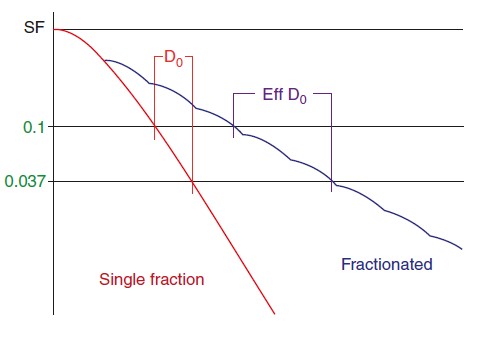 SF
D₀
Eff D₀
0.1
0.037
Fractionated
Single fraction